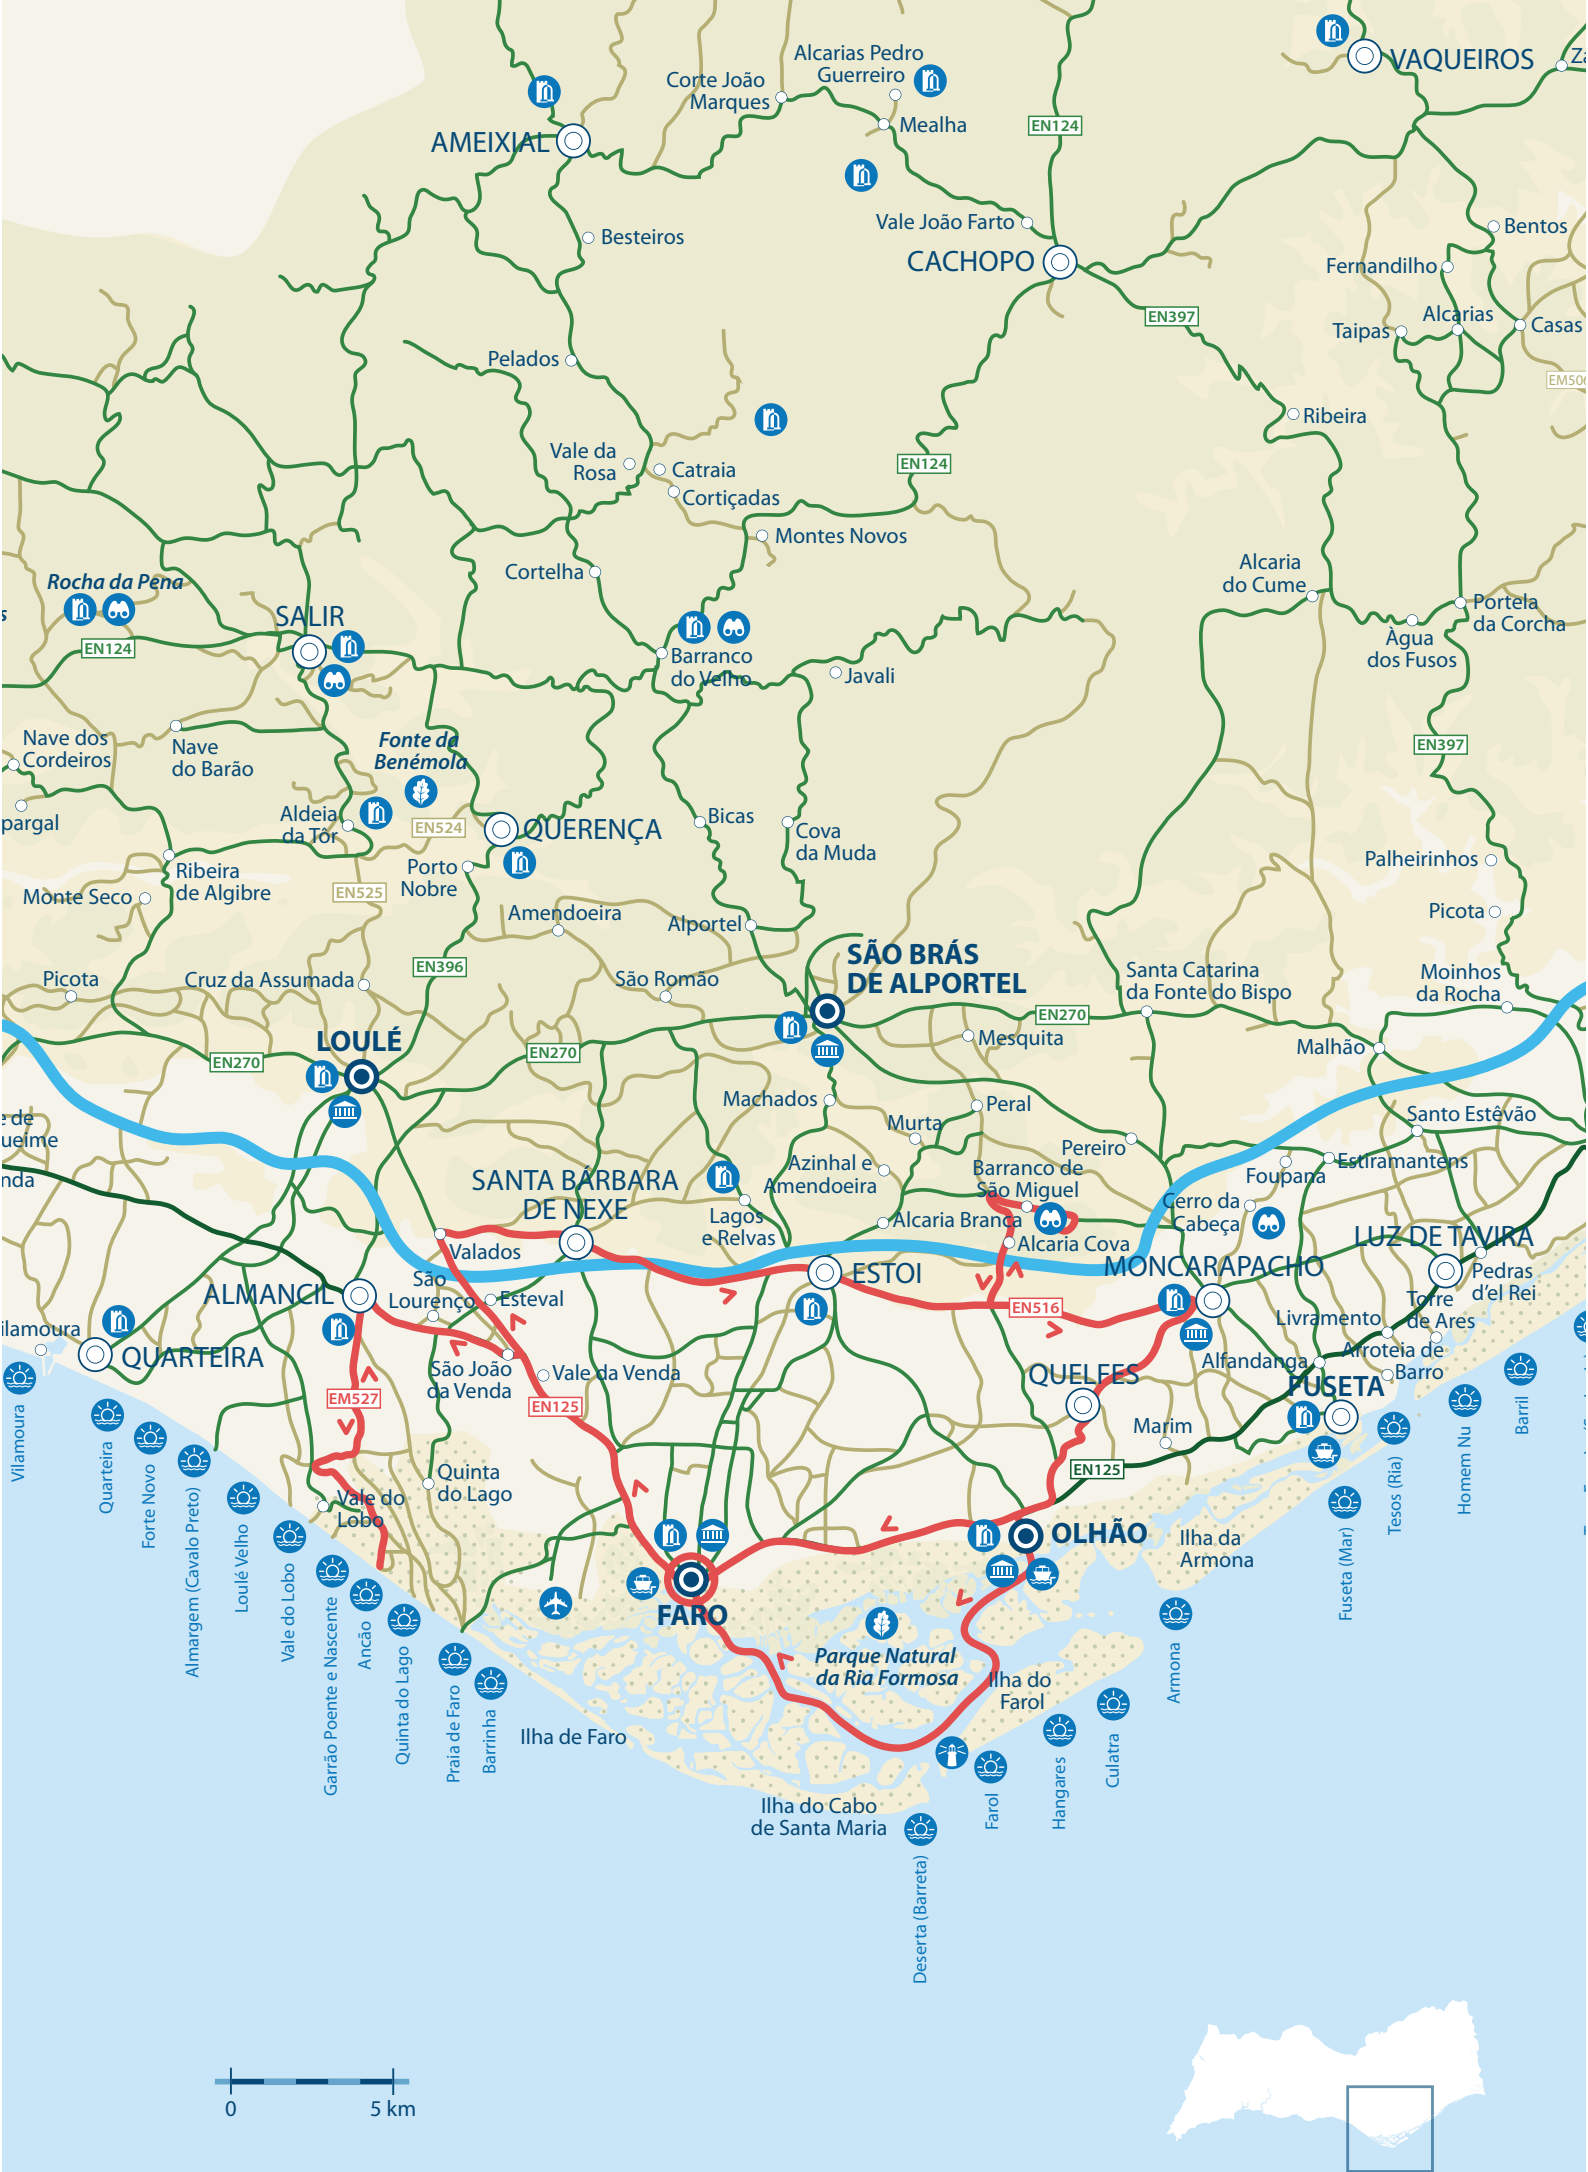 VAQUEIROS
Alcarias Pedro
Guerreiro
Corte João
Marques
Mealha
EN124
AMEIXIAL
Besteiros
Vale João Farto
CACHOPO
Bentos
Fernandilho
Alcarias
Taipas
Casas
EN397
EM506
Pelados
Ribeira
Vale da
Rosa
Catraia
Cortiçadas
EN124
Montes Novos
Cortelha
Alcaria
do Cume
Rocha da Pena
SALIR
EN124
Portela
da Corcha
Àgua
dos Fusos
Barranco
do Velho
Javali
Nave dos
Cordeiros
Nave
do Barão
Fonte da
Benémola
EN397
pargal
Aldeia
da Tôr
EN524
QUERENÇA
Bicas
Cova
da Muda
Ribeira
de Algibre
Porto
Nobre
Palheirinhos
Monte Seco
EN525
Amendoeira
Alportel
Picota
EN396
SÃO BRÁS
DE ALPORTEL
Picota
Cruz da Assumada
São Romão
Santa Catarina
da Fonte do Bispo
Moinhos
da Rocha
EN270
Mesquita
LOULÉ
EN270
EN270
Malhão
Machados
Peral
Murta
Santo Estêvão
e de
ueime
Pereiro
nda
SANTA BÁRBARA
DE NEXE
Azinhal e
Amendoeira
Barranco de
São Miguel
Estiramantens
Foupana
Cerro da
Cabeça
Lagos
e Relvas
Alcaria Branca
Alcaria Cova
LUZ DE TAVIRA
Valados
ESTOI
MONCARAPACHO
Pedras
d'el Rei
São
Lourenço
ALMANCIL
Esteval
EN516
Torre
de Ares
Livramento
ilamoura
QUARTEIRA
São João
da Venda
Vale da Venda
Arroteia de
Barro
Alfandanga
QUELFES
FUSETA
EM527
EN125
Marim
EN125
Quinta
do Lago
Vale do
Lobo
OLHÃO
Ilha da
Armona
FARO
Parque Natural
da Ria Formosa
Ilha do
Farol
Ilha de Faro
Ilha do Cabo
de Santa Maria
Vilamoura
Quarteira
Forte Novo
Almargem (Cavalo Preto)
Loulé Velho
Vale do Lobo
Garrão Poente e Nascente
Ancão
Quinta do Lago
Praia de Faro
Barrinha
Deserta (Barreta)
Farol
Hangares
Culatra
Armona
Fuseta (Mar)
Tesos (Ria)
Homem Nu
Barril
0
5 km